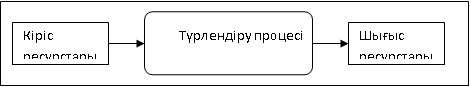 Кіріс
ресурстары
Түрлендіру процесі
Шығыс
ресурстары